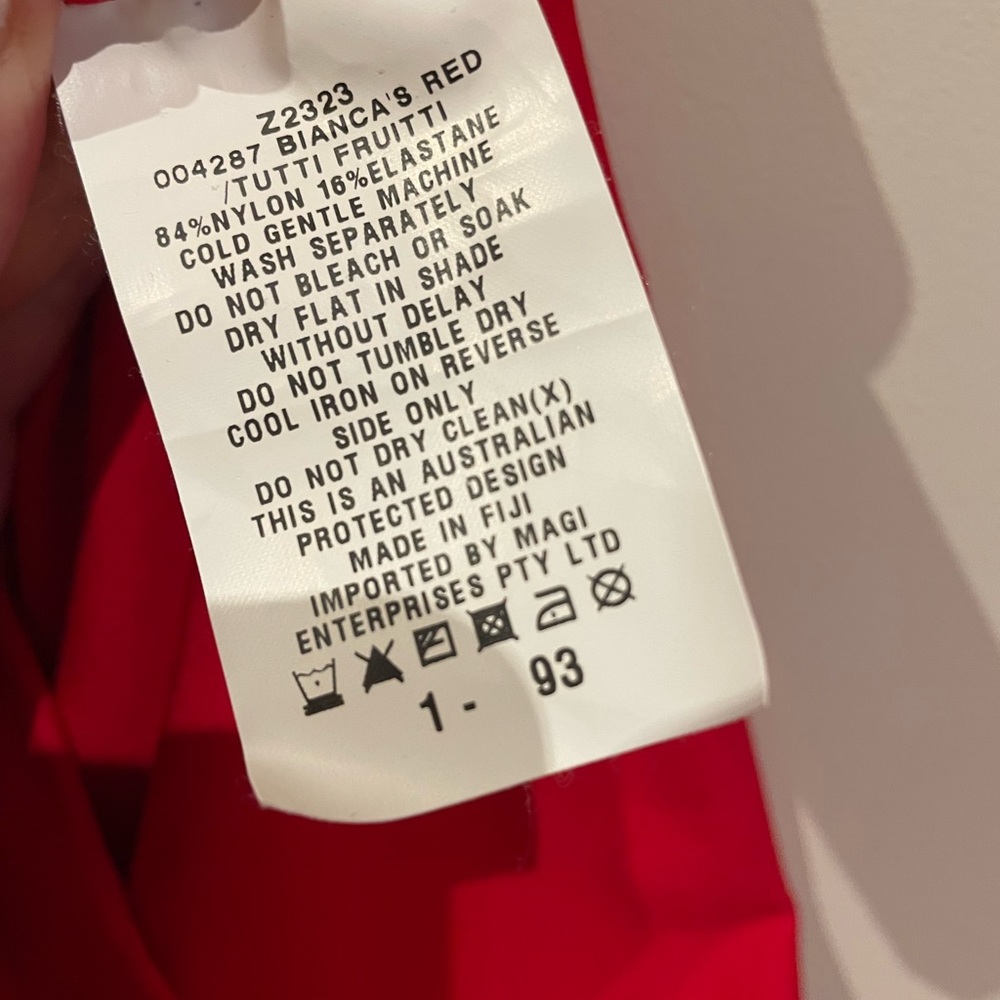 Z2323
004287 BIANCA'S RED
/TUTTI FRUITTI
84%NYLON 16%ELASTANE
COLD GENTLE MACHINE
WASH SEPARATELY
DO NOT BLEACH OR SOAK
DRY FLAT IN SHADE
WITHOUT DELAY
DO NOT TUMBLE DRY
COOL IRON ON REVERSE
SIDE ONLY
DO NOT DRY CLEAN(X)
THIS IS AN AUSTRALIAN
PROTECTED DESIGN
MADE IN FIJI
IMPORTED BY MAGI
ENTERPRISES PTY LTD
1 - 93